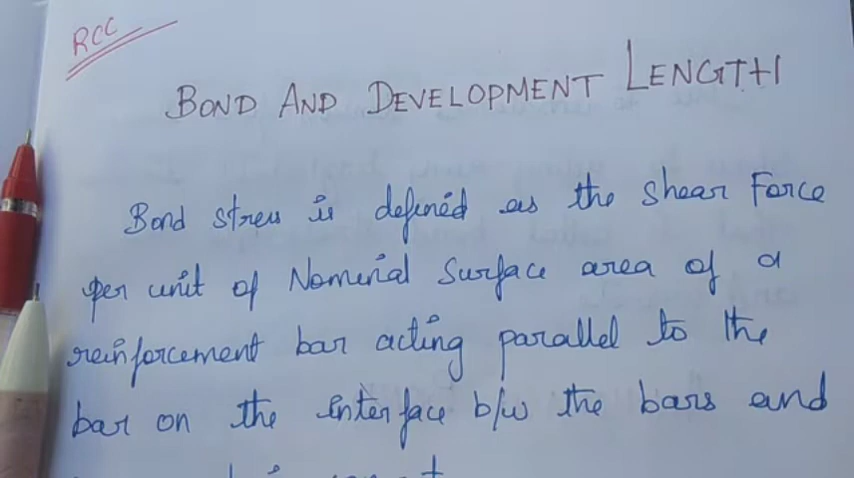 RCC
BOND AND DEVELOPMENT LENGTH
Bond stress is defined as the shear Force
per unit of Nominal Surface area of a
reinforcement bar acting parallel to the
bar on the interface b/w the bars and